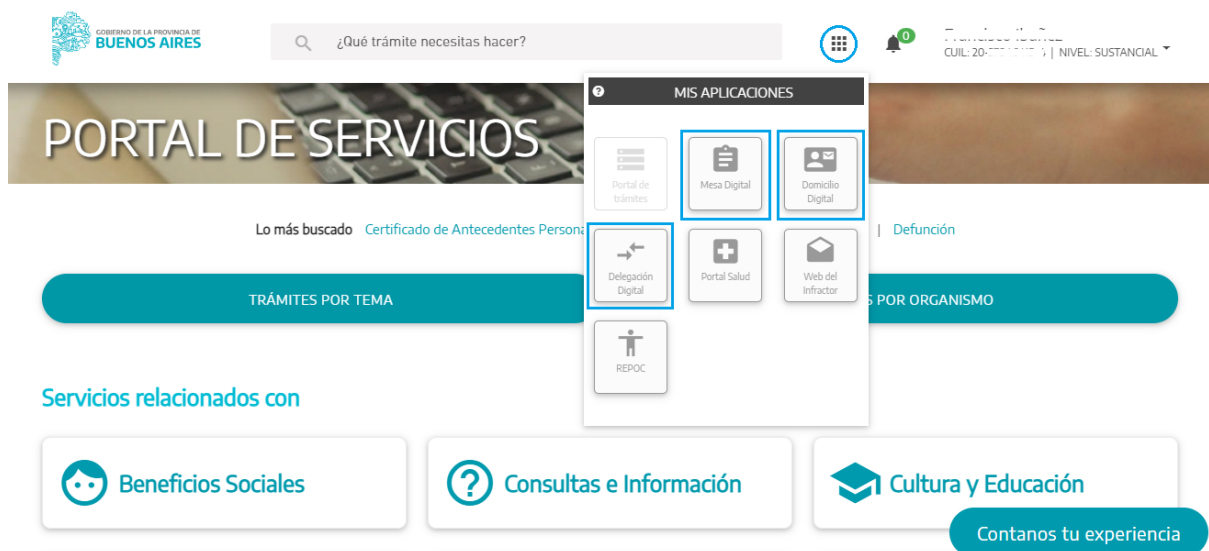 GOBIERNO DE LA PROVINCIA DE
BUENOS AIRES
¿Qué trámite necesitas hacer?
0
CUIL: 20- | NIVEL: SUSTANCIAL
MIS APLICACIONES
PORTAL DE SERVICIOS
Portal de
trámites
Mesa Digital
Domicilio
Digital
Lo más buscado Certificado de Antecedentes Persona | Defunción
Delegación
Digital
Portal Salud
Web del
Infractor
TRÁMITES POR TEMA
POR ORGANISMO
REPOC
Servicios relacionados con
Beneficios Sociales
Consultas e Información
Cultura y Educación
Contanos tu experiencia